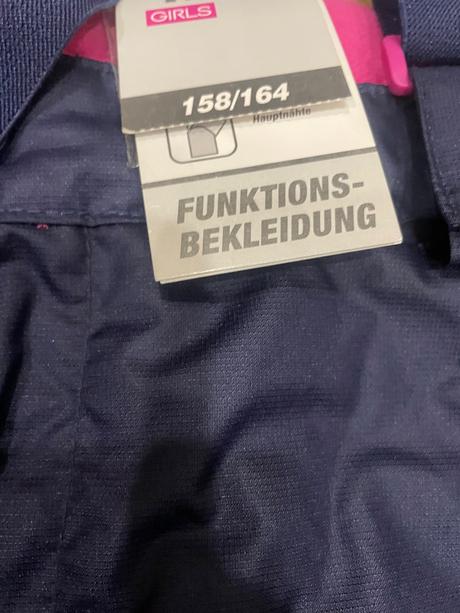 GIRLS
158/164
Hauptnähte
FUNKTIONS-
BEKLEIDUNG